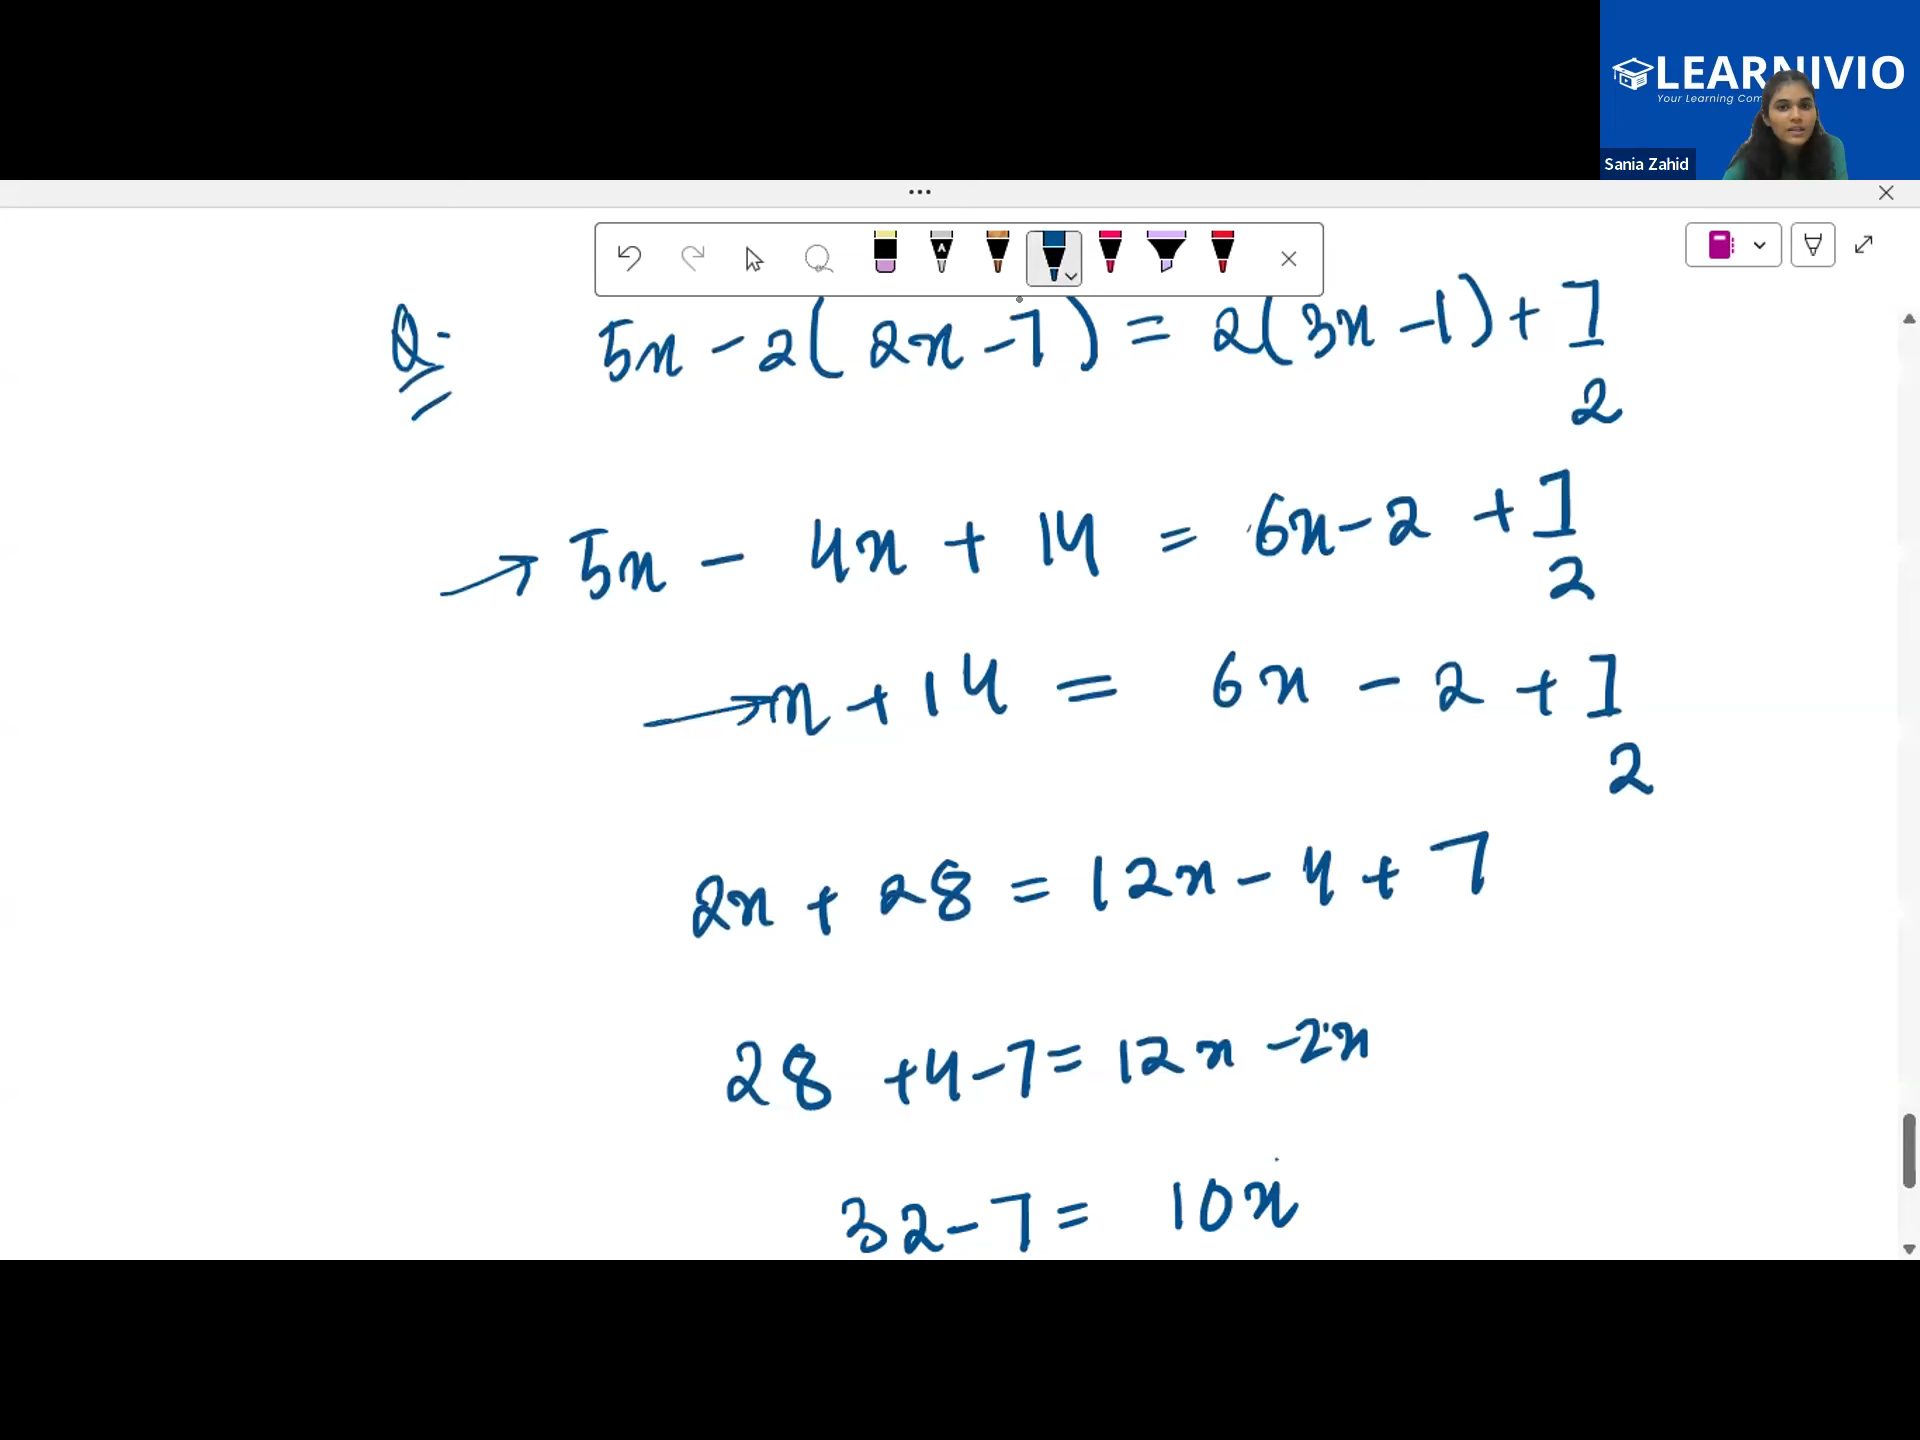 LEARNIVIO
Your Learning Com
Sania Zahid
Q:- 5x - 2(2x - 7) = 2(3x - 1) + 7/2
→ 5x - 4x + 14 = 6x - 2 + 7/2
→ x + 14 = 6x - 2 + 7/2
2x + 28 = 12x - 4 + 7
28 + 4 - 7 = 12x - 2x
32 - 7 = 10x